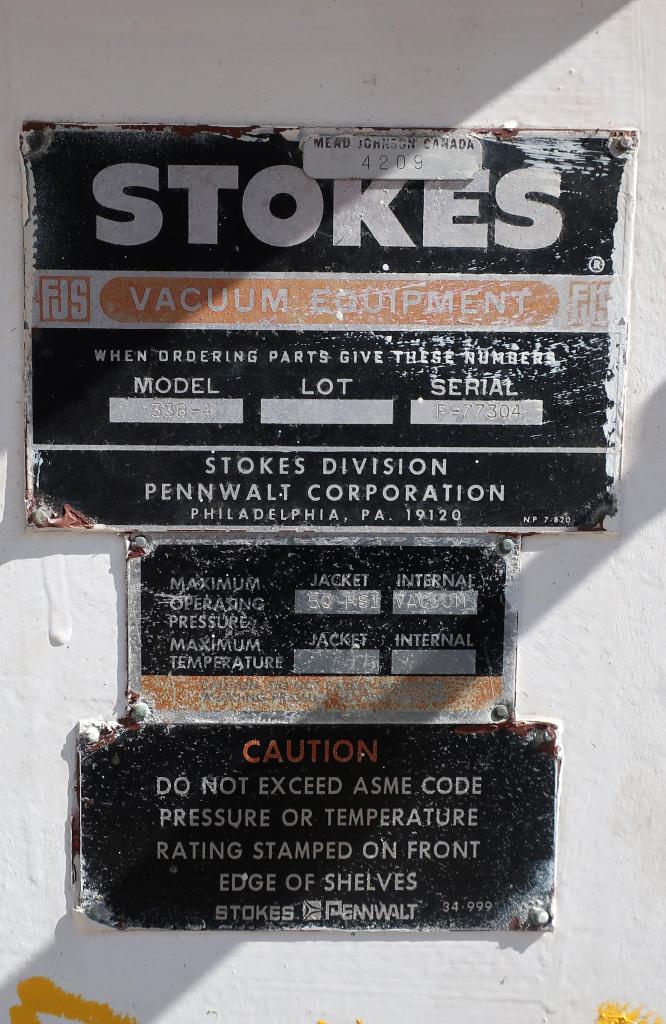 MEAD JOHNSON CANADA
4209
STOKES
®
FJS VACUUM EQUIPMENT FJS
WHEN ORDERING PARTS GIVE THESE NUMBERS
MODEL LOT SERIAL
338-4 P-77304
STOKES DIVISION
PENNWALT CORPORATION
PHILADELPHIA, PA. 19120
N.P. 7-820
JACKET INTERNAL
MAXIMUM
OPERATING
PRESSURE
50 PSI VACUUM
JACKET INTERNAL
MAXIMUM
TEMPERATURE
CAUTION
DO NOT EXCEED ASME CODE
PRESSURE OR TEMPERATURE
RATING STAMPED ON FRONT
EDGE OF SHELVES
STOKES PENNWALT 34-999